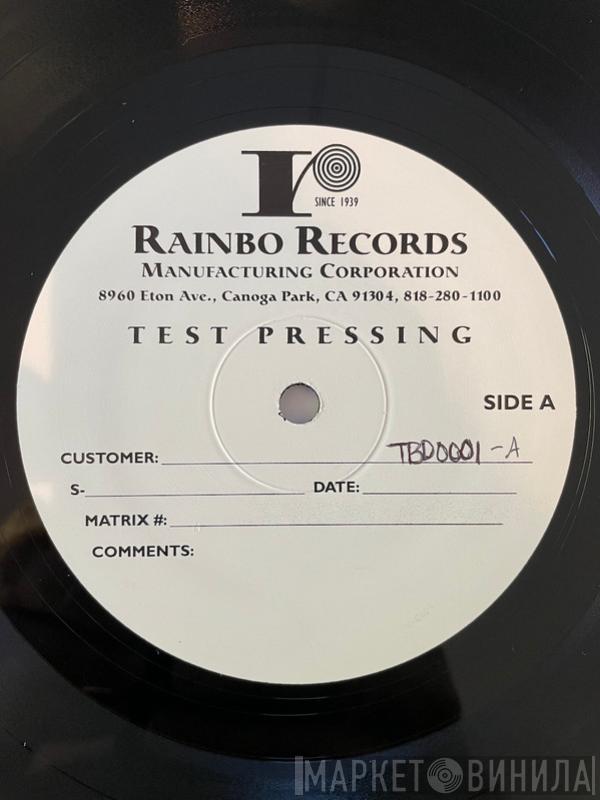 r
SINCE 1939
RAINBO RECORDS
MANUFACTURING CORPORATION
8960 Eton Ave., Canoga Park, CA 91304, 818-280-1100
TEST PRESSING
SIDE A
CUSTOMER: TBD0001-A
S- DATE:
MATRIX #:
COMMENTS:
МАРКЕТ ВИНИЛА